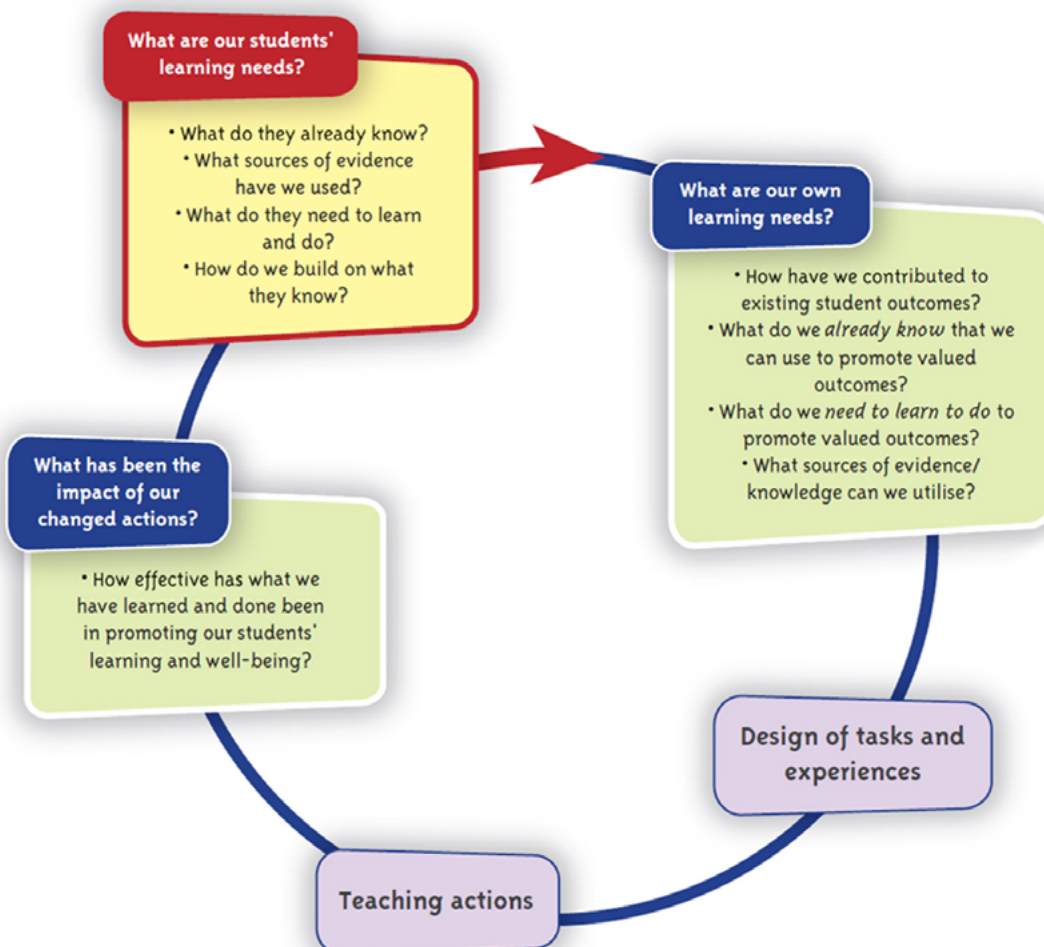 What are our students'
learning needs?
• What do they already know?
• What sources of evidence
have we used?
• What do they need to learn
and do?
• How do we build on what
they know?
What are our own
learning needs?
• How have we contributed to
existing student outcomes?
• What do we already know that we
can use to promote valued
outcomes?
• What do we need to learn to do to
promote valued outcomes?
• What sources of evidence/
knowledge can we utilise?
Design of tasks and
experiences
Teaching actions
What has been the
impact of our
changed actions?
• How effective has what we
have learned and done been
in promoting our students'
learning and well-being?